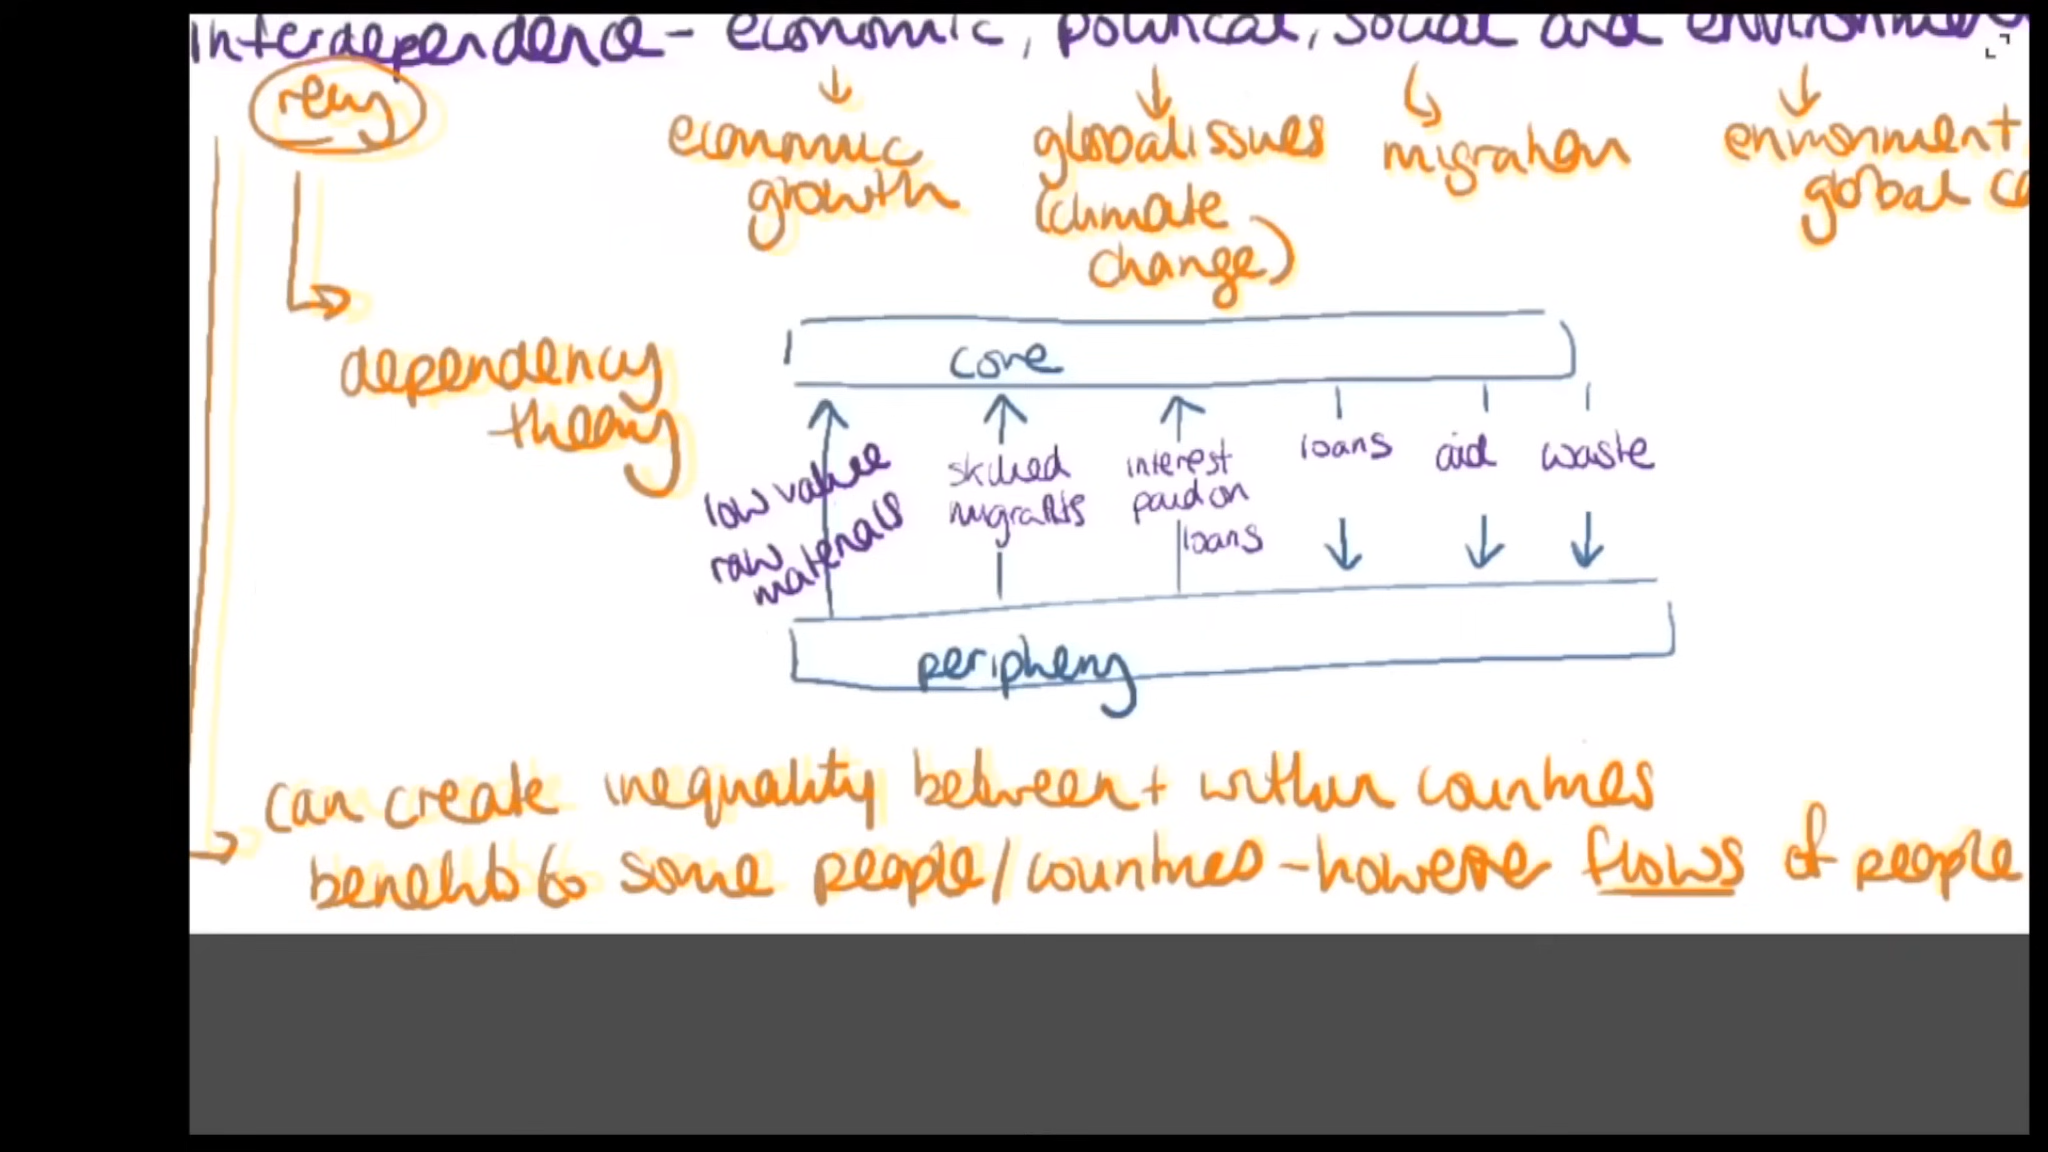 Interdependence - economic, political, social and environme
rely
economic growth
global issues (climate change)
migration
environment
global co
dependency theory
core
low value raw materials
skilled migrants
interest paid on loans
loans
aid
waste
periphery
can create inequality between + within countries
benefits to some people/countries - however flows of people